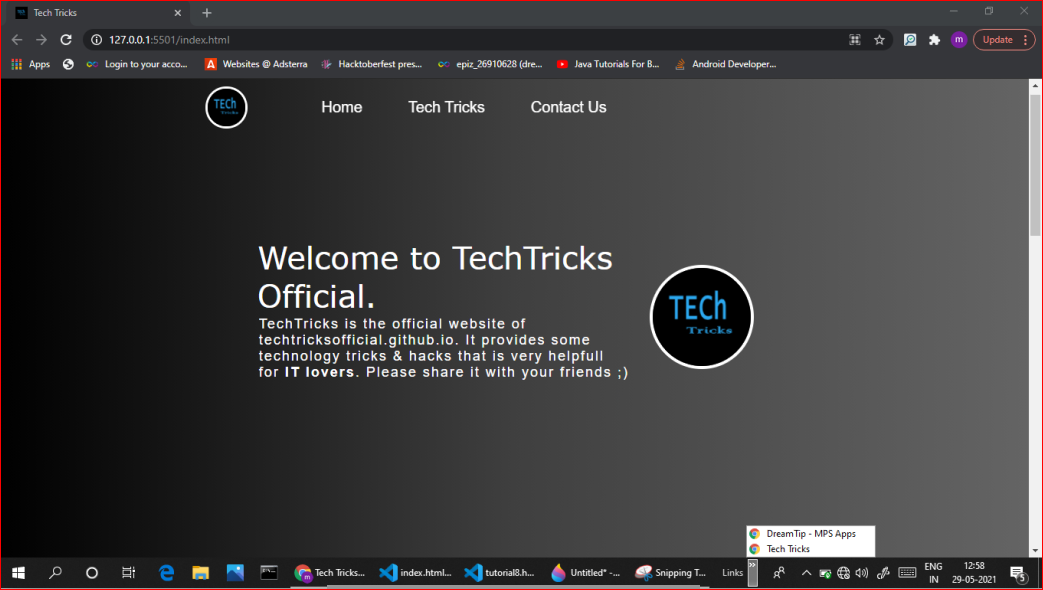 Tech Tricks
127.0.0.1:5501/index.html
m
Update
Apps
Login to your acco...
A Websites @ Adsterra
Hacktoberfest pres...
epiz_26910628 (dre...
Java Tutorials For B...
Android Developer...
TECh
Tricks
Home
Tech Tricks
Contact Us
Welcome to TechTricks
Official.
TechTricks is the official website of
techtricksofficial.github.io. It provides some
technology tricks & hacks that is very helpfull
for IT lovers. Please share it with your friends ;)
TECh
Tricks
DreamTip - MPS Apps
Tech Tricks
Tech Tricks...
index.html...
tutorial8.h...
Untitled* -...
Snipping T...
Links
ENG
IN
12:58
29-05-2021
5